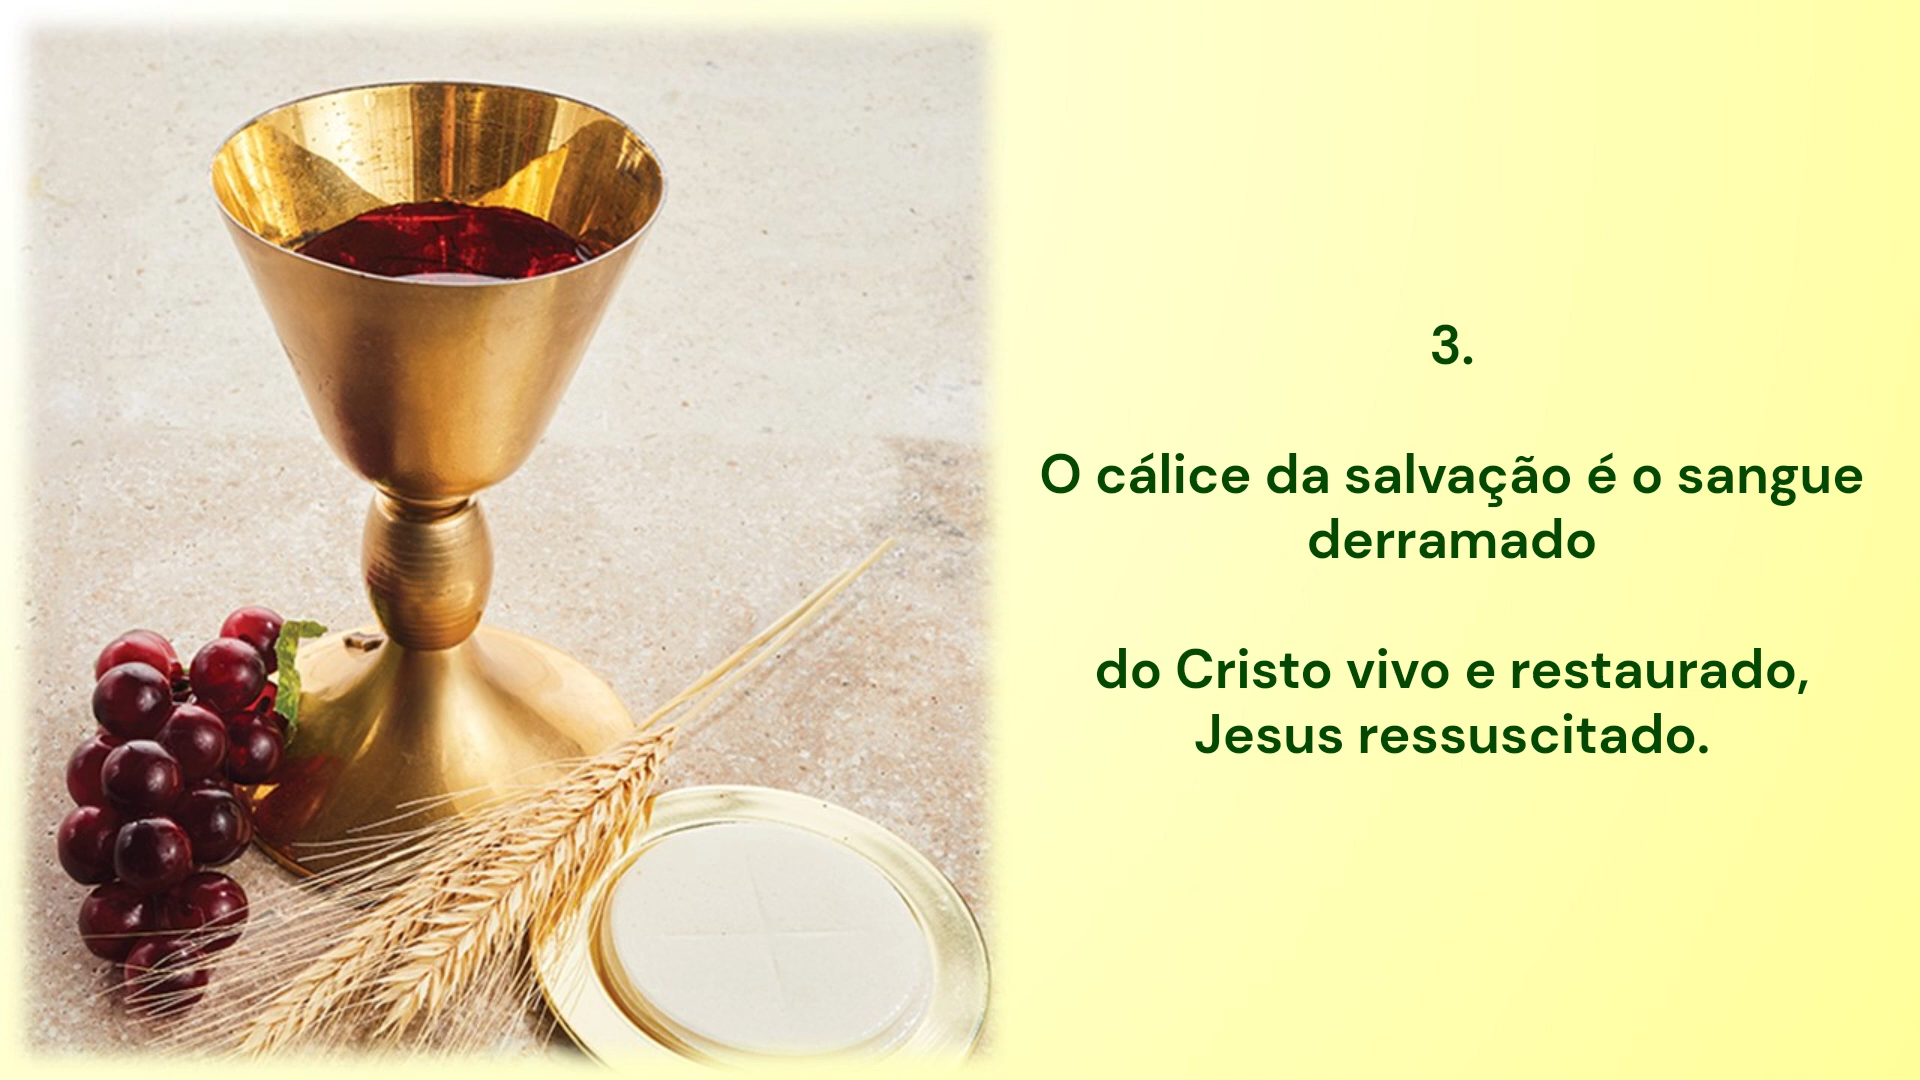 3.
O cálice da salvação é o sangue
derramado
do Cristo vivo e restaurado,
Jesus ressuscitado.